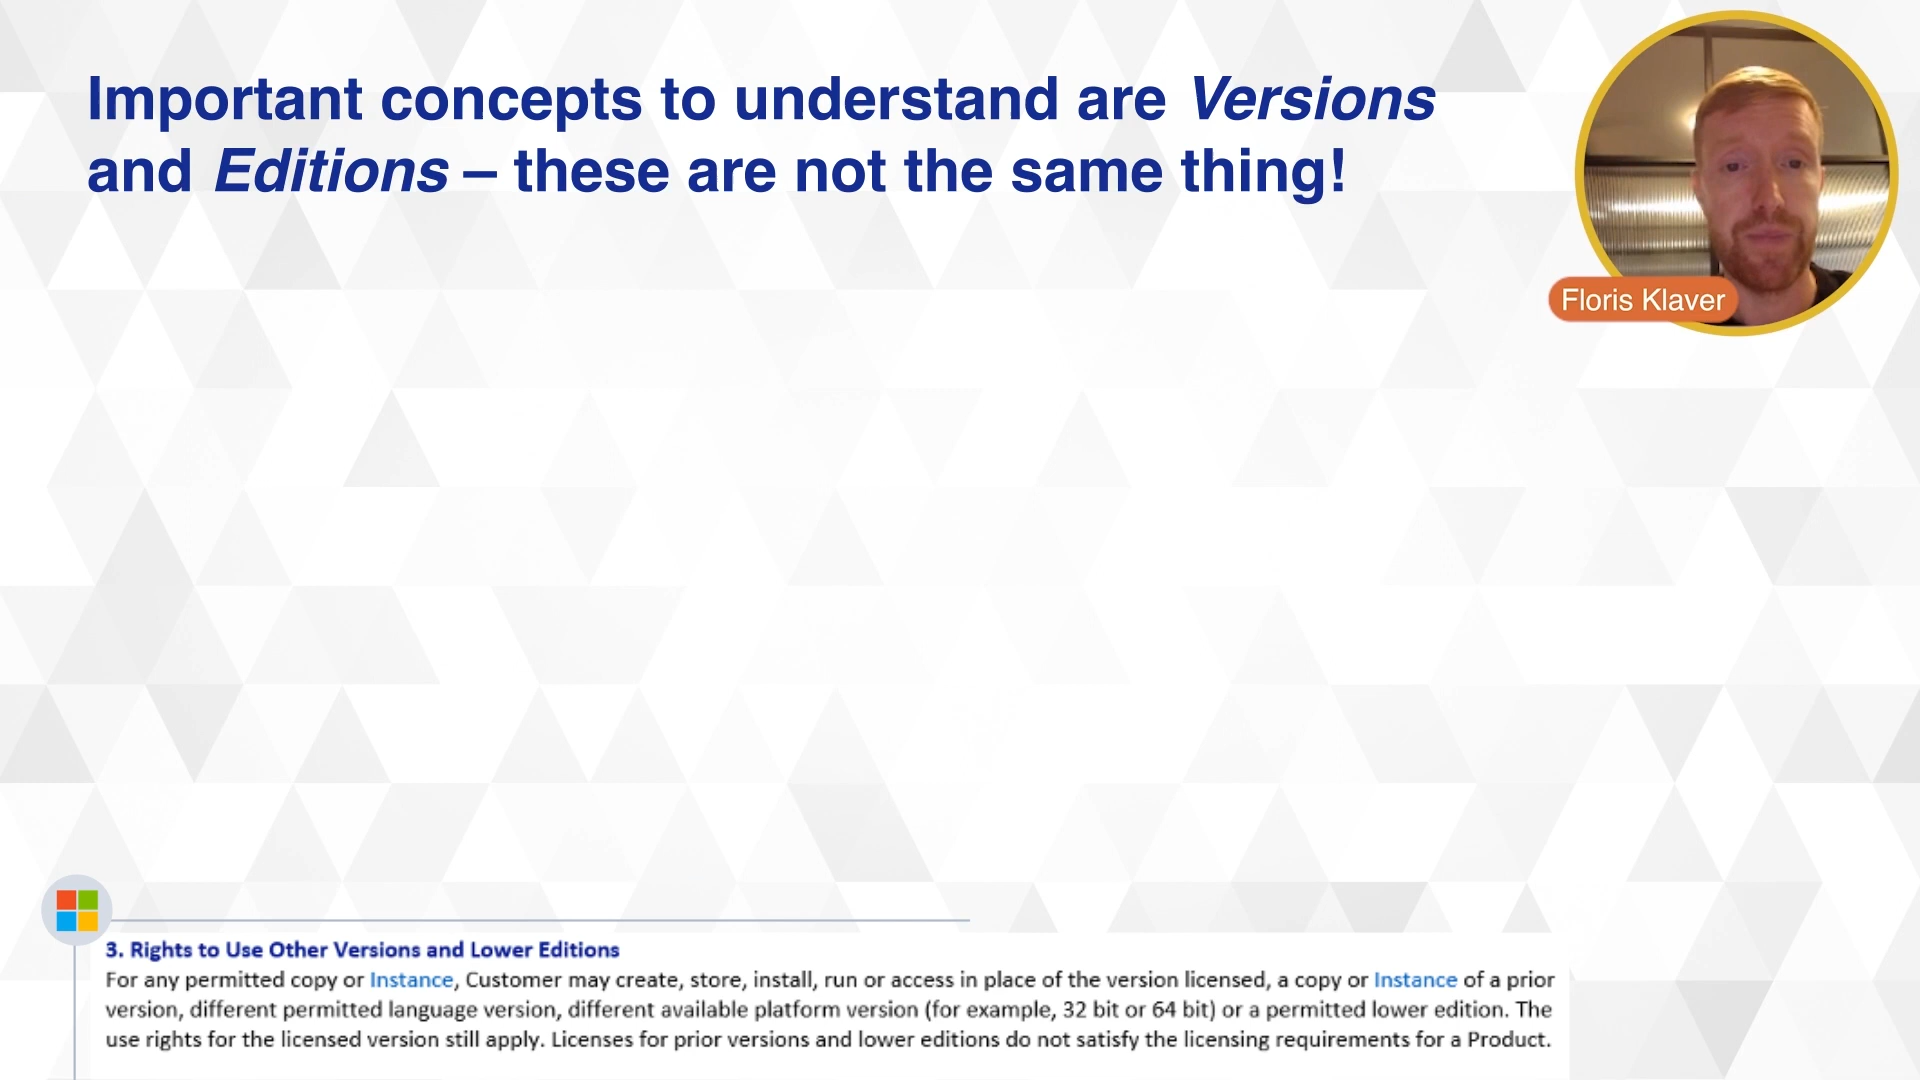 Important concepts to understand are Versions
and Editions – these are not the same thing!
Floris Klaver
3. Rights to Use Other Versions and Lower Editions
For any permitted copy or Instance, Customer may create, store, install, run or access in place of the version licensed, a copy or Instance of a prior
version, different permitted language version, different available platform version (for example, 32 bit or 64 bit) or a permitted lower edition. The
use rights for the licensed version still apply. Licenses for prior versions and lower editions do not satisfy the licensing requirements for a Product.